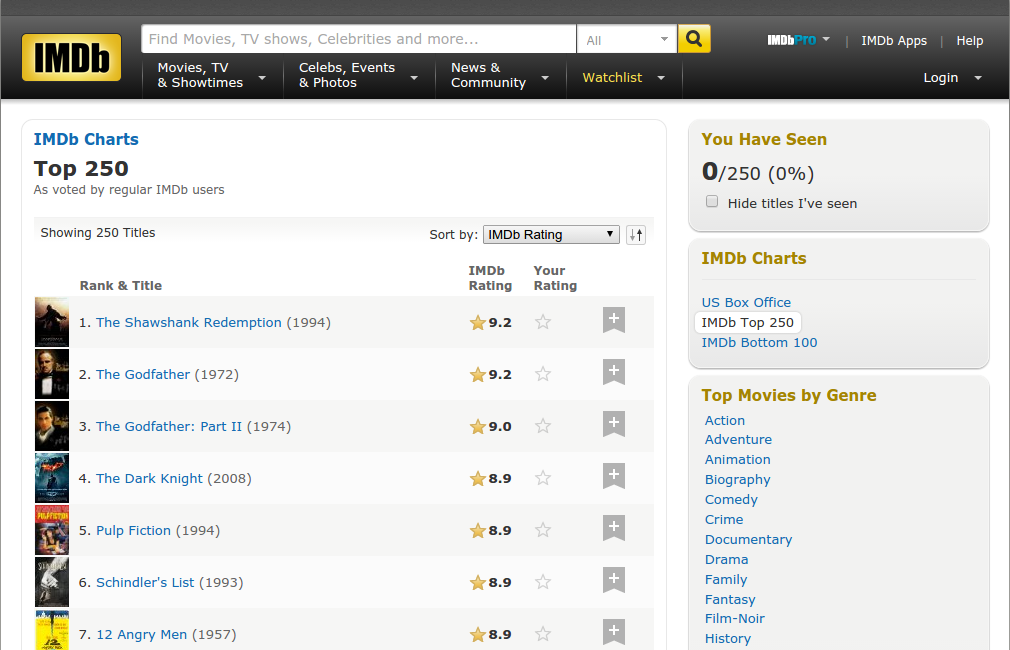 IMDb
Find Movies, TV shows, Celebrities and more...
All
IMDbPro
|
IMDb Apps
|
Help
Movies, TV
& Showtimes
Celebs, Events
& Photos
News &
Community
Watchlist
Login
IMDb Charts
Top 250
As voted by regular IMDb users
Showing 250 Titles
Sort by:
IMDb Rating
Rank & Title
IMDb
Rating
Your
Rating
1. The Shawshank Redemption (1994) 9.2
2. The Godfather (1972) 9.2
3. The Godfather: Part II (1974) 9.0
4. The Dark Knight (2008) 8.9
PULP FICTION
5. Pulp Fiction (1994) 8.9
6. Schindler's List (1993) 8.9
12
7. 12 Angry Men (1957) 8.9
You Have Seen
0/250 (0%)
Hide titles I've seen
IMDb Charts
US Box Office
IMDb Top 250
IMDb Bottom 100
Top Movies by Genre
Action
Adventure
Animation
Biography
Comedy
Crime
Documentary
Drama
Family
Fantasy
Film-Noir
History